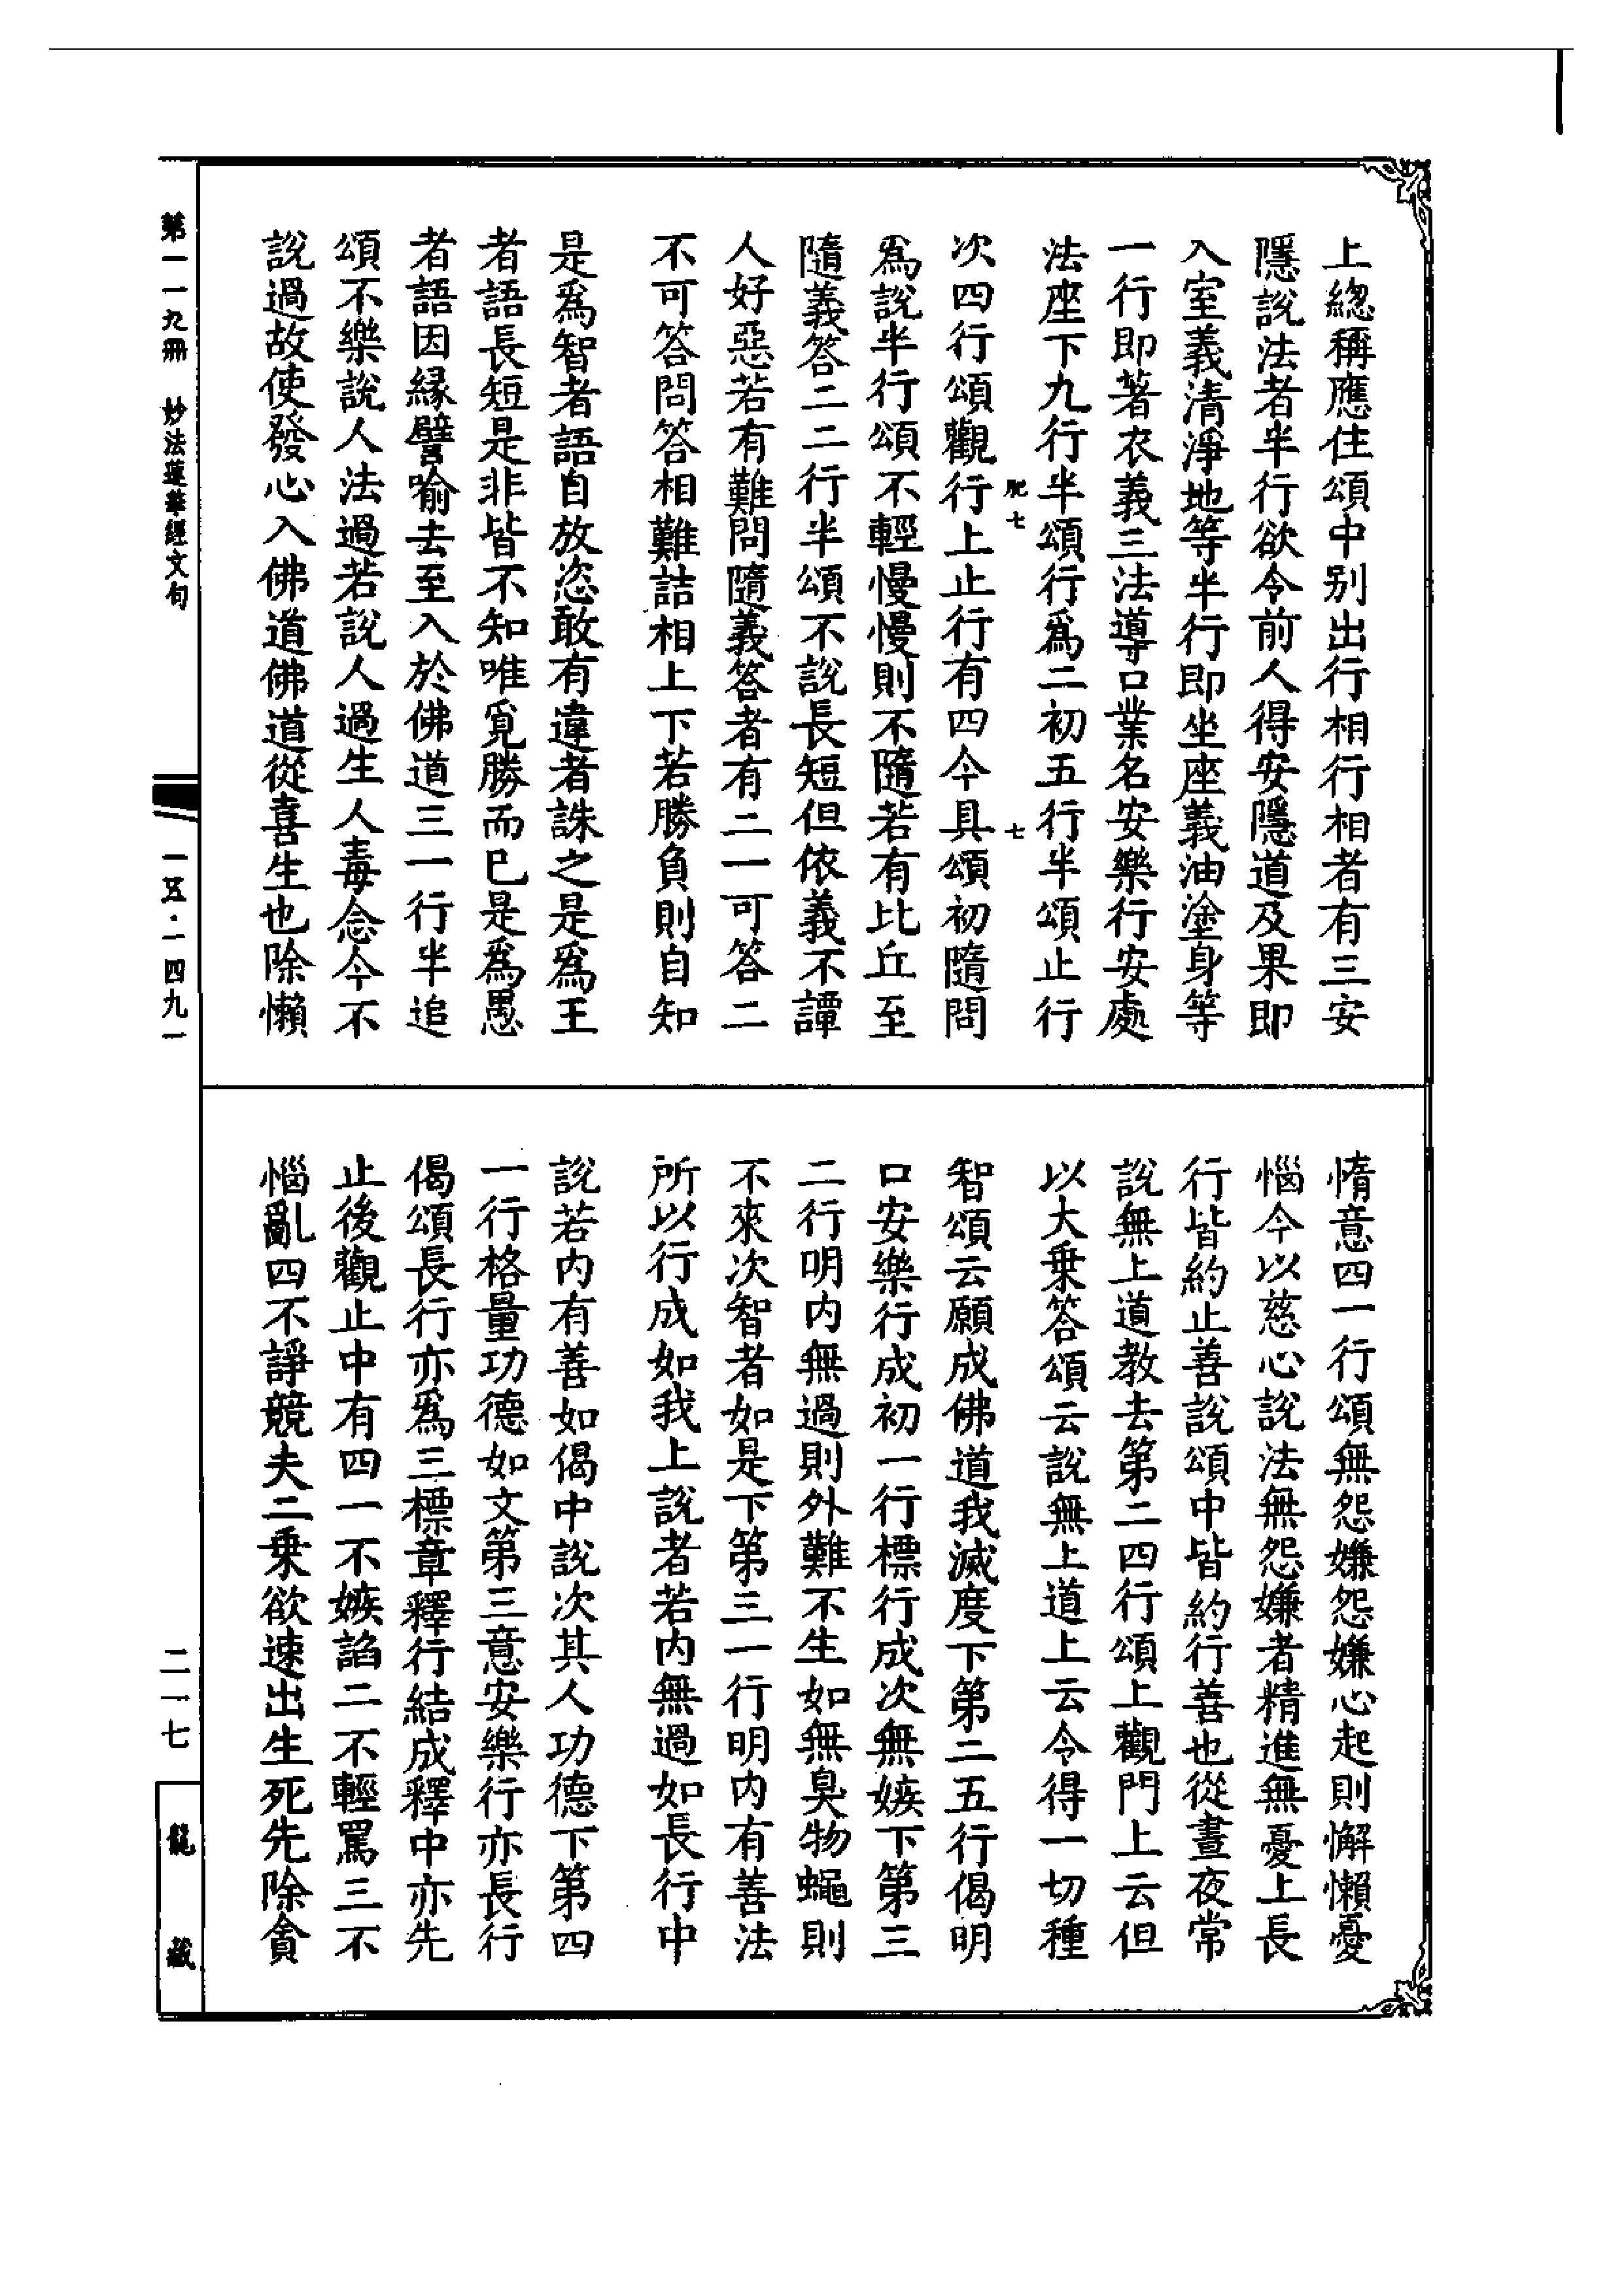 上緫稱應住頌中别出行相行相者有三安
隱說法者半行欲令前人得安隱道及果即
入室義清淨地等半行即坐座義油塗身等
一行即著衣義三法導口業名安樂行安處
法座下九行半頌行爲二初五行半頌止行
肥七
七
次四行頌觀行上止行有四今具頌初隨問
爲說半行頌不輕慢慢則不隨若有比丘至
隨義答二二行半頌不說長短但依義不譚
人好惡若有難問隨義答者有二一可答二
不可答問答相難詰相上下若勝負則自知
是爲智者語自放恣敢有違者誅之是爲王
者語長短是非皆不知唯覓勝而已是爲愚
者語因緣譬喻去至入於佛道三一行半追
頌不樂說人法過若說人過生人毒念今不
說過故使發心入佛道佛道從喜生也除懶
惰意四一行頌無怨嫌怨嫌心起則懈懶憂
惱今以慈心說法無怨嫌者精進無憂上長
行皆約止善說頌中皆約行善也從晝夜常
說無上道教去第二四行頌上觀門上云但
以大乗答頌云說無上道上云令得一切種
智頌云願成佛道我滅度下第二五行偈明
口安樂行成初一行標行成次無嫉下第三
二行明内無過則外難不生如無臭物蠅則
不來次智者如是下第三一行明内有善法
所以行成如我上說者若内無過如長行中
說若内有善如偈中說次其人功德下第四
一行格量功德如文第三意安樂行亦長行
偈頌長行亦爲三標章釋行結成釋中亦先
止後觀止中有四一不嫉諂二不輕罵三不
惱亂四不諍競夫二乗欲速出生死先除貪
第一一九冊　妙法蓮華經文句
一五·一四九一
二一七
龍藏